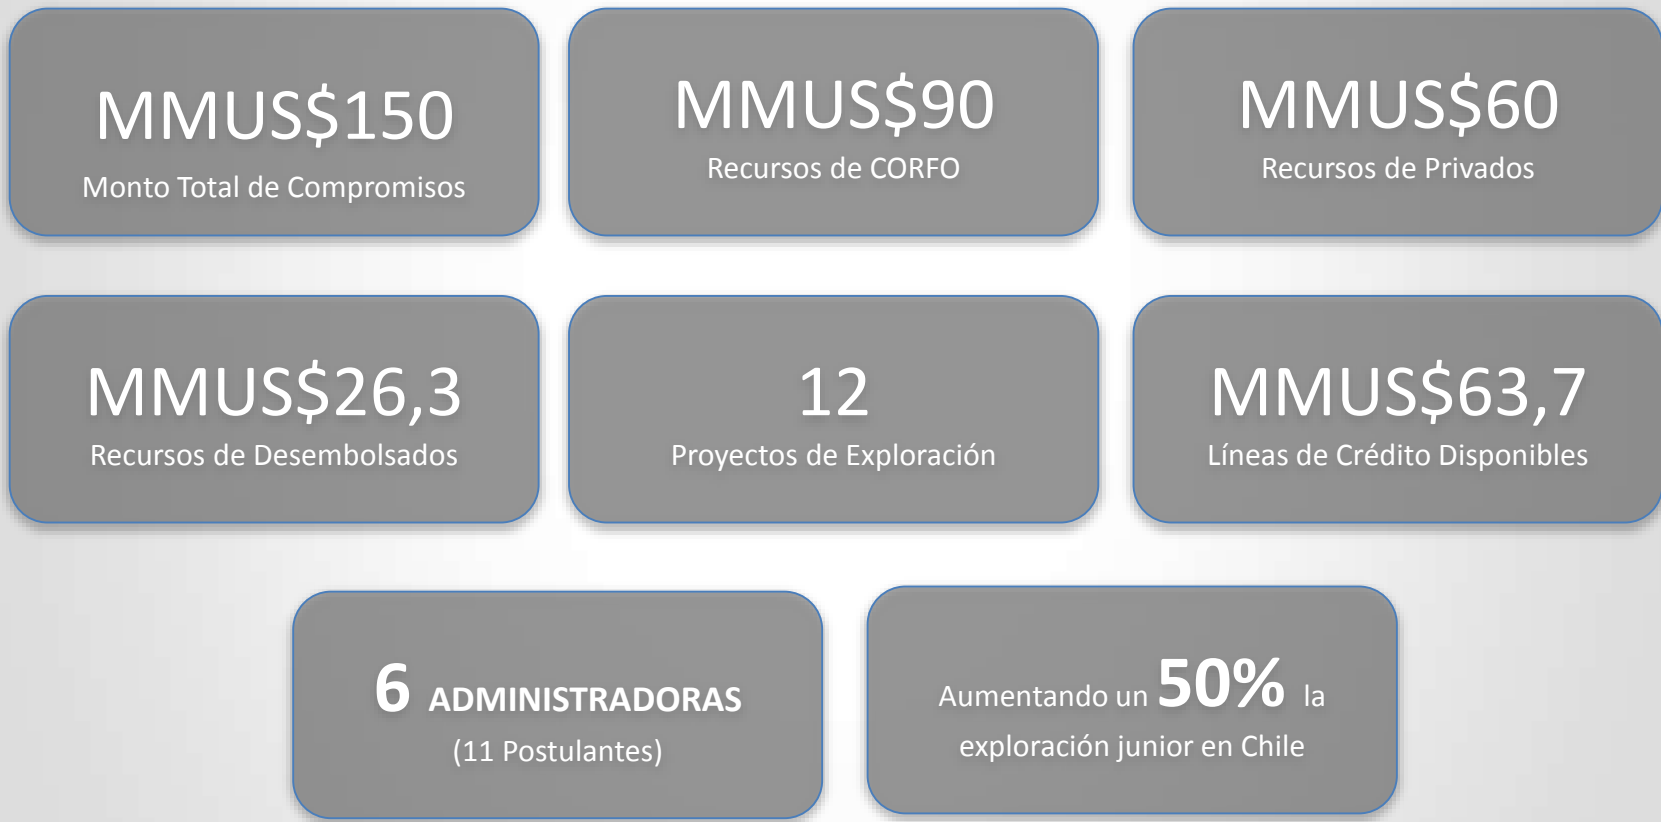 MMUS$150
Monto Total de Compromisos
MMUS$90
Recursos de CORFO
MMUS$60
Recursos de Privados
MMUS$26,3
Recursos de Desembolsados
12
Proyectos de Exploración
MMUS$63,7
Líneas de Crédito Disponibles
6 ADMINISTRADORAS
(11 Postulantes)
Aumentando un 50% la
exploración junior en Chile